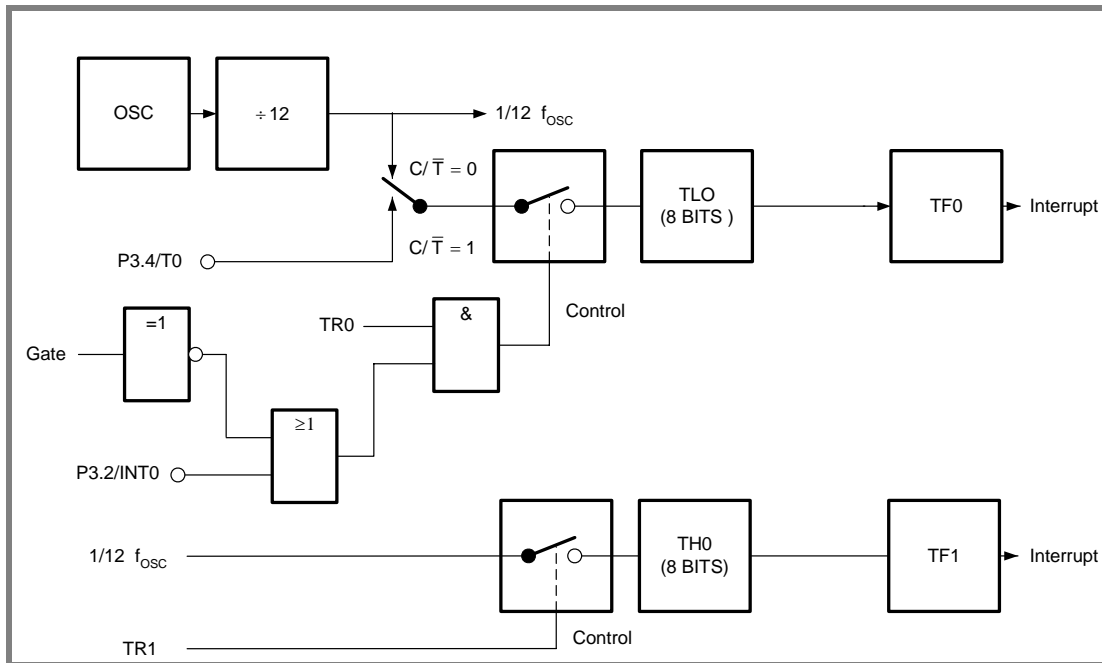 OSC
÷12
1/12 fOSC
C/T̅ = 0
TLO
(8 BITS )
TF0
Interrupt
C/T̅ = 1
P3.4/T0
Control
=1
&
TR0
Gate
≥1
P3.2/INT0
1/12 fOSC
TH0
(8 BITS)
TF1
Interrupt
Control
TR1